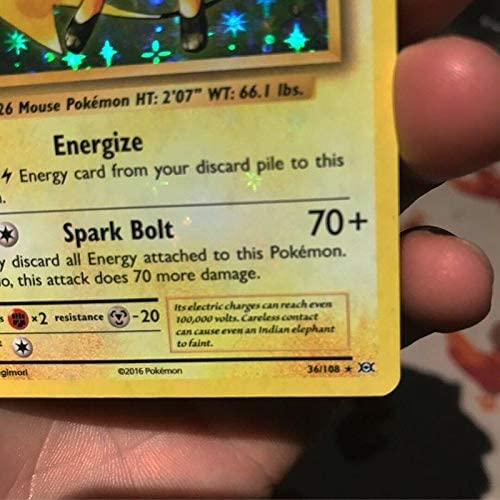 26 Mouse Pokémon HT: 2'07" WT: 66.1 lbs.
Energize
Energy card from your discard pile to this
Spark Bolt 70+
y discard all Energy attached to this Pokémon.
o, this attack does 70 more damage.
s x2 resistance -20
Its electric charges can reach even
100,000 volts. Careless contact
can cause even an Indian elephant
to faint.
gimori ©2016 Pokémon 36/108